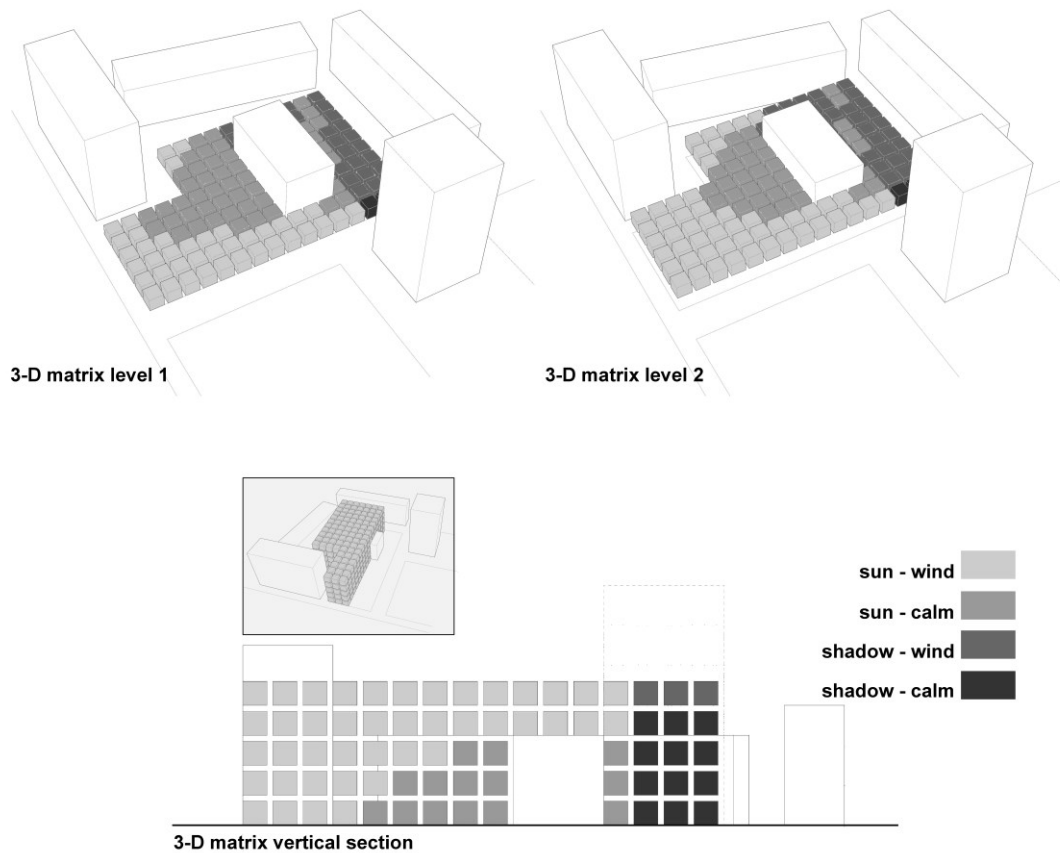 3-D matrix level 1
3-D matrix level 2
sun - wind
sun - calm
shadow - wind
shadow - calm
3-D matrix vertical section